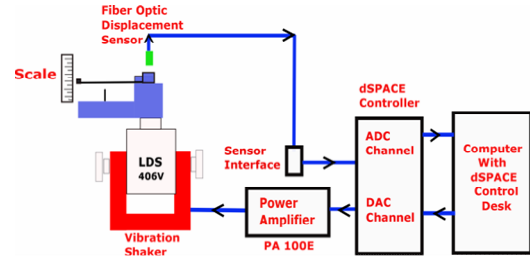 Fiber Optic
Displacement
Sensor
Scale
LDS
406V
Vibration
Shaker
Sensor
Interface
Power
Amplifier
PA 100E
dSPACE
Controller
ADC
Channel
DAC
Channel
Computer
With
dSPACE
Control
Desk